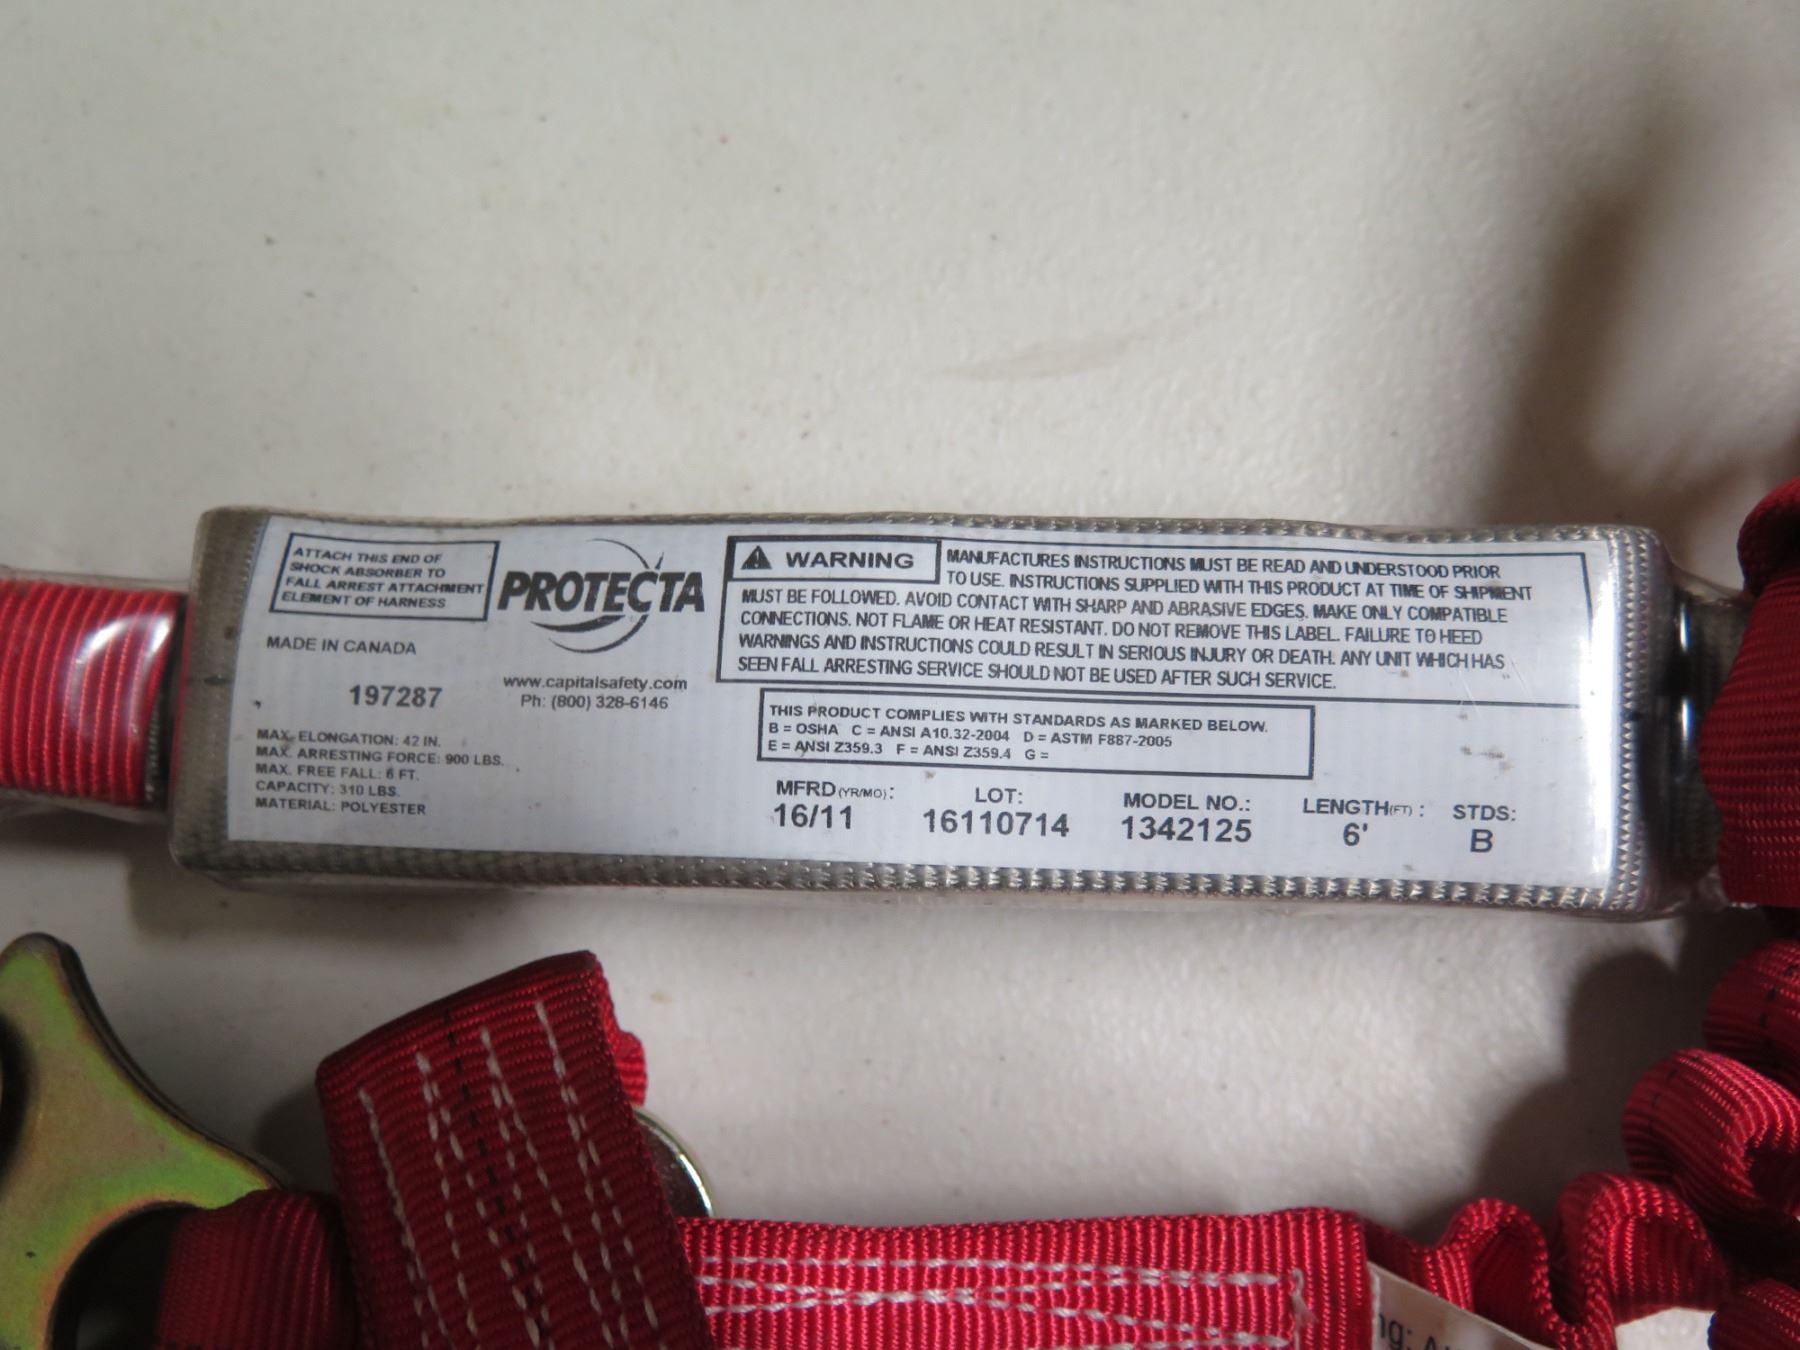 ATTACH THIS END OF
SHOCK ABSORBER TO
FALL ARREST ATTACHMENT
ELEMENT OF HARNESS
MADE IN CANADA
197287
MAX. ELONGATION: 42 IN.
MAX. ARRESTING FORCE: 900 LBS.
MAX. FREE FALL: 6 FT.
CAPACITY: 310 LBS.
MATERIAL: POLYESTER
PROTECTA
www.capitalsafety.com
Ph: (800) 328-6146
WARNING
MANUFACTURES INSTRUCTIONS MUST BE READ AND UNDERSTOOD PRIOR
TO USE. INSTRUCTIONS SUPPLIED WITH THIS PRODUCT AT TIME OF SHIPMENT
MUST BE FOLLOWED. AVOID CONTACT WITH SHARP AND ABRASIVE EDGES. MAKE ONLY COMPATIBLE
CONNECTIONS. NOT FLAME OR HEAT RESISTANT. DO NOT REMOVE THIS LABEL. FAILURE TO HEED
WARNINGS AND INSTRUCTIONS COULD RESULT IN SERIOUS INJURY OR DEATH. ANY UNIT WHICH HAS
SEEN FALL ARRESTING SERVICE SHOULD NOT BE USED AFTER SUCH SERVICE.
THIS PRODUCT COMPLIES WITH STANDARDS AS MARKED BELOW.
B = OSHA C = ANSI A10.32-2004 D = ASTM F887-2005
E = ANSI Z359.3 F = ANSI Z359.4 G =
MFRD (YR/MO): LOT: MODEL NO.: LENGTH(FT) : STDS:
16/11 16110714 1342125 6' B